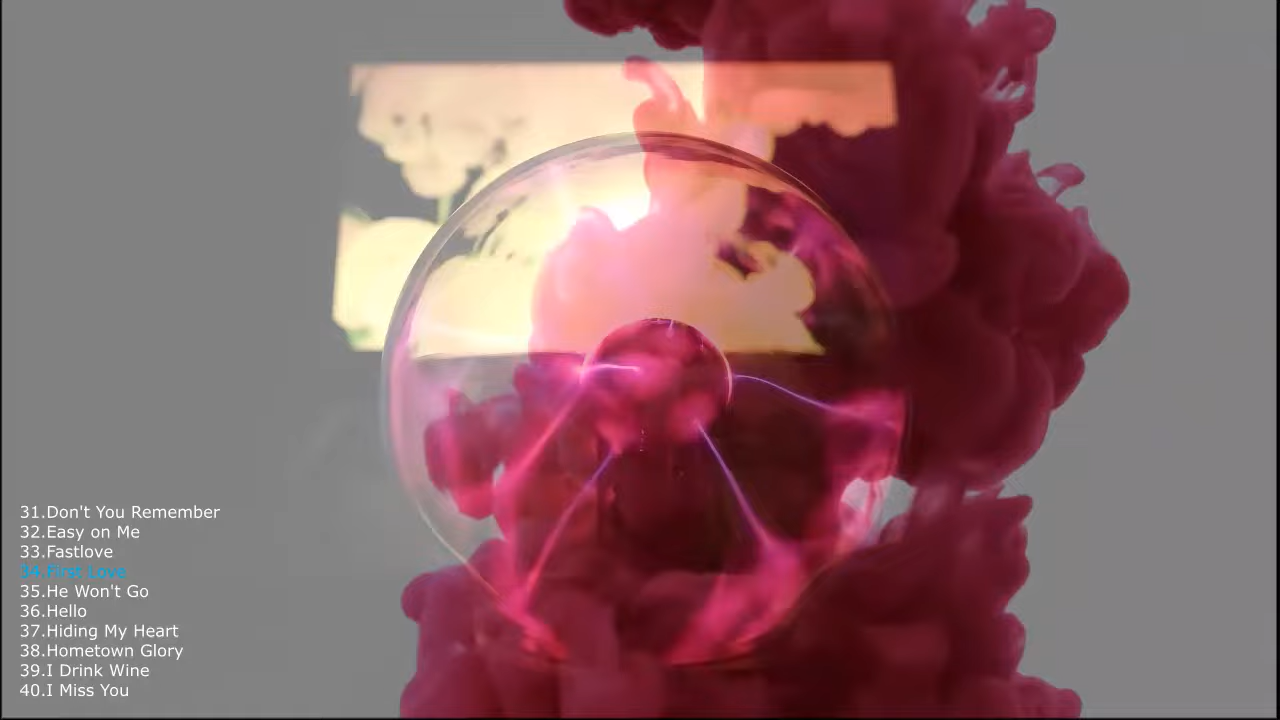 31.Don't You Remember
32.Easy on Me
33.Fastlove
34.First Love
35.He Won't Go
36.Hello
37.Hiding My Heart
38.Hometown Glory
39.I Drink Wine
40.I Miss You